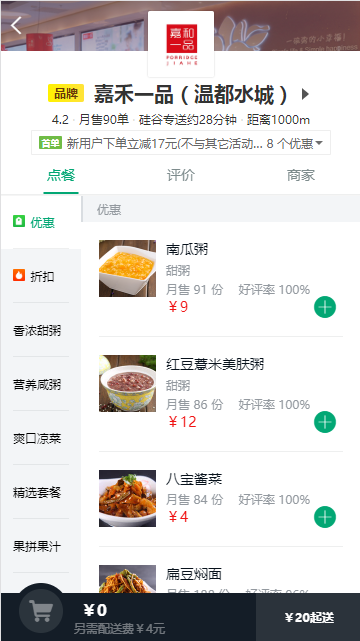 嘉和
一品
PORRIDGE
JIAHE
品牌 嘉禾一品（温都水城）
4.2 · 月售90单 · 硅谷专送约28分钟 · 距离1000m
首单 新用户下单立减17元(不与其它活动... 8 个优惠
点餐 评价 商家
优惠
折扣
香浓甜粥
营养咸粥
爽口凉菜
精选套餐
果拼果汁
优惠
南瓜粥
甜粥
月售 91 份 好评率 100%
￥9
红豆薏米美肤粥
甜粥
月售 86 份 好评率 100%
￥12
八宝酱菜
月售 84 份 好评率 100%
￥4
扁豆焖面
￥0
另需配送费￥4元
￥20起送